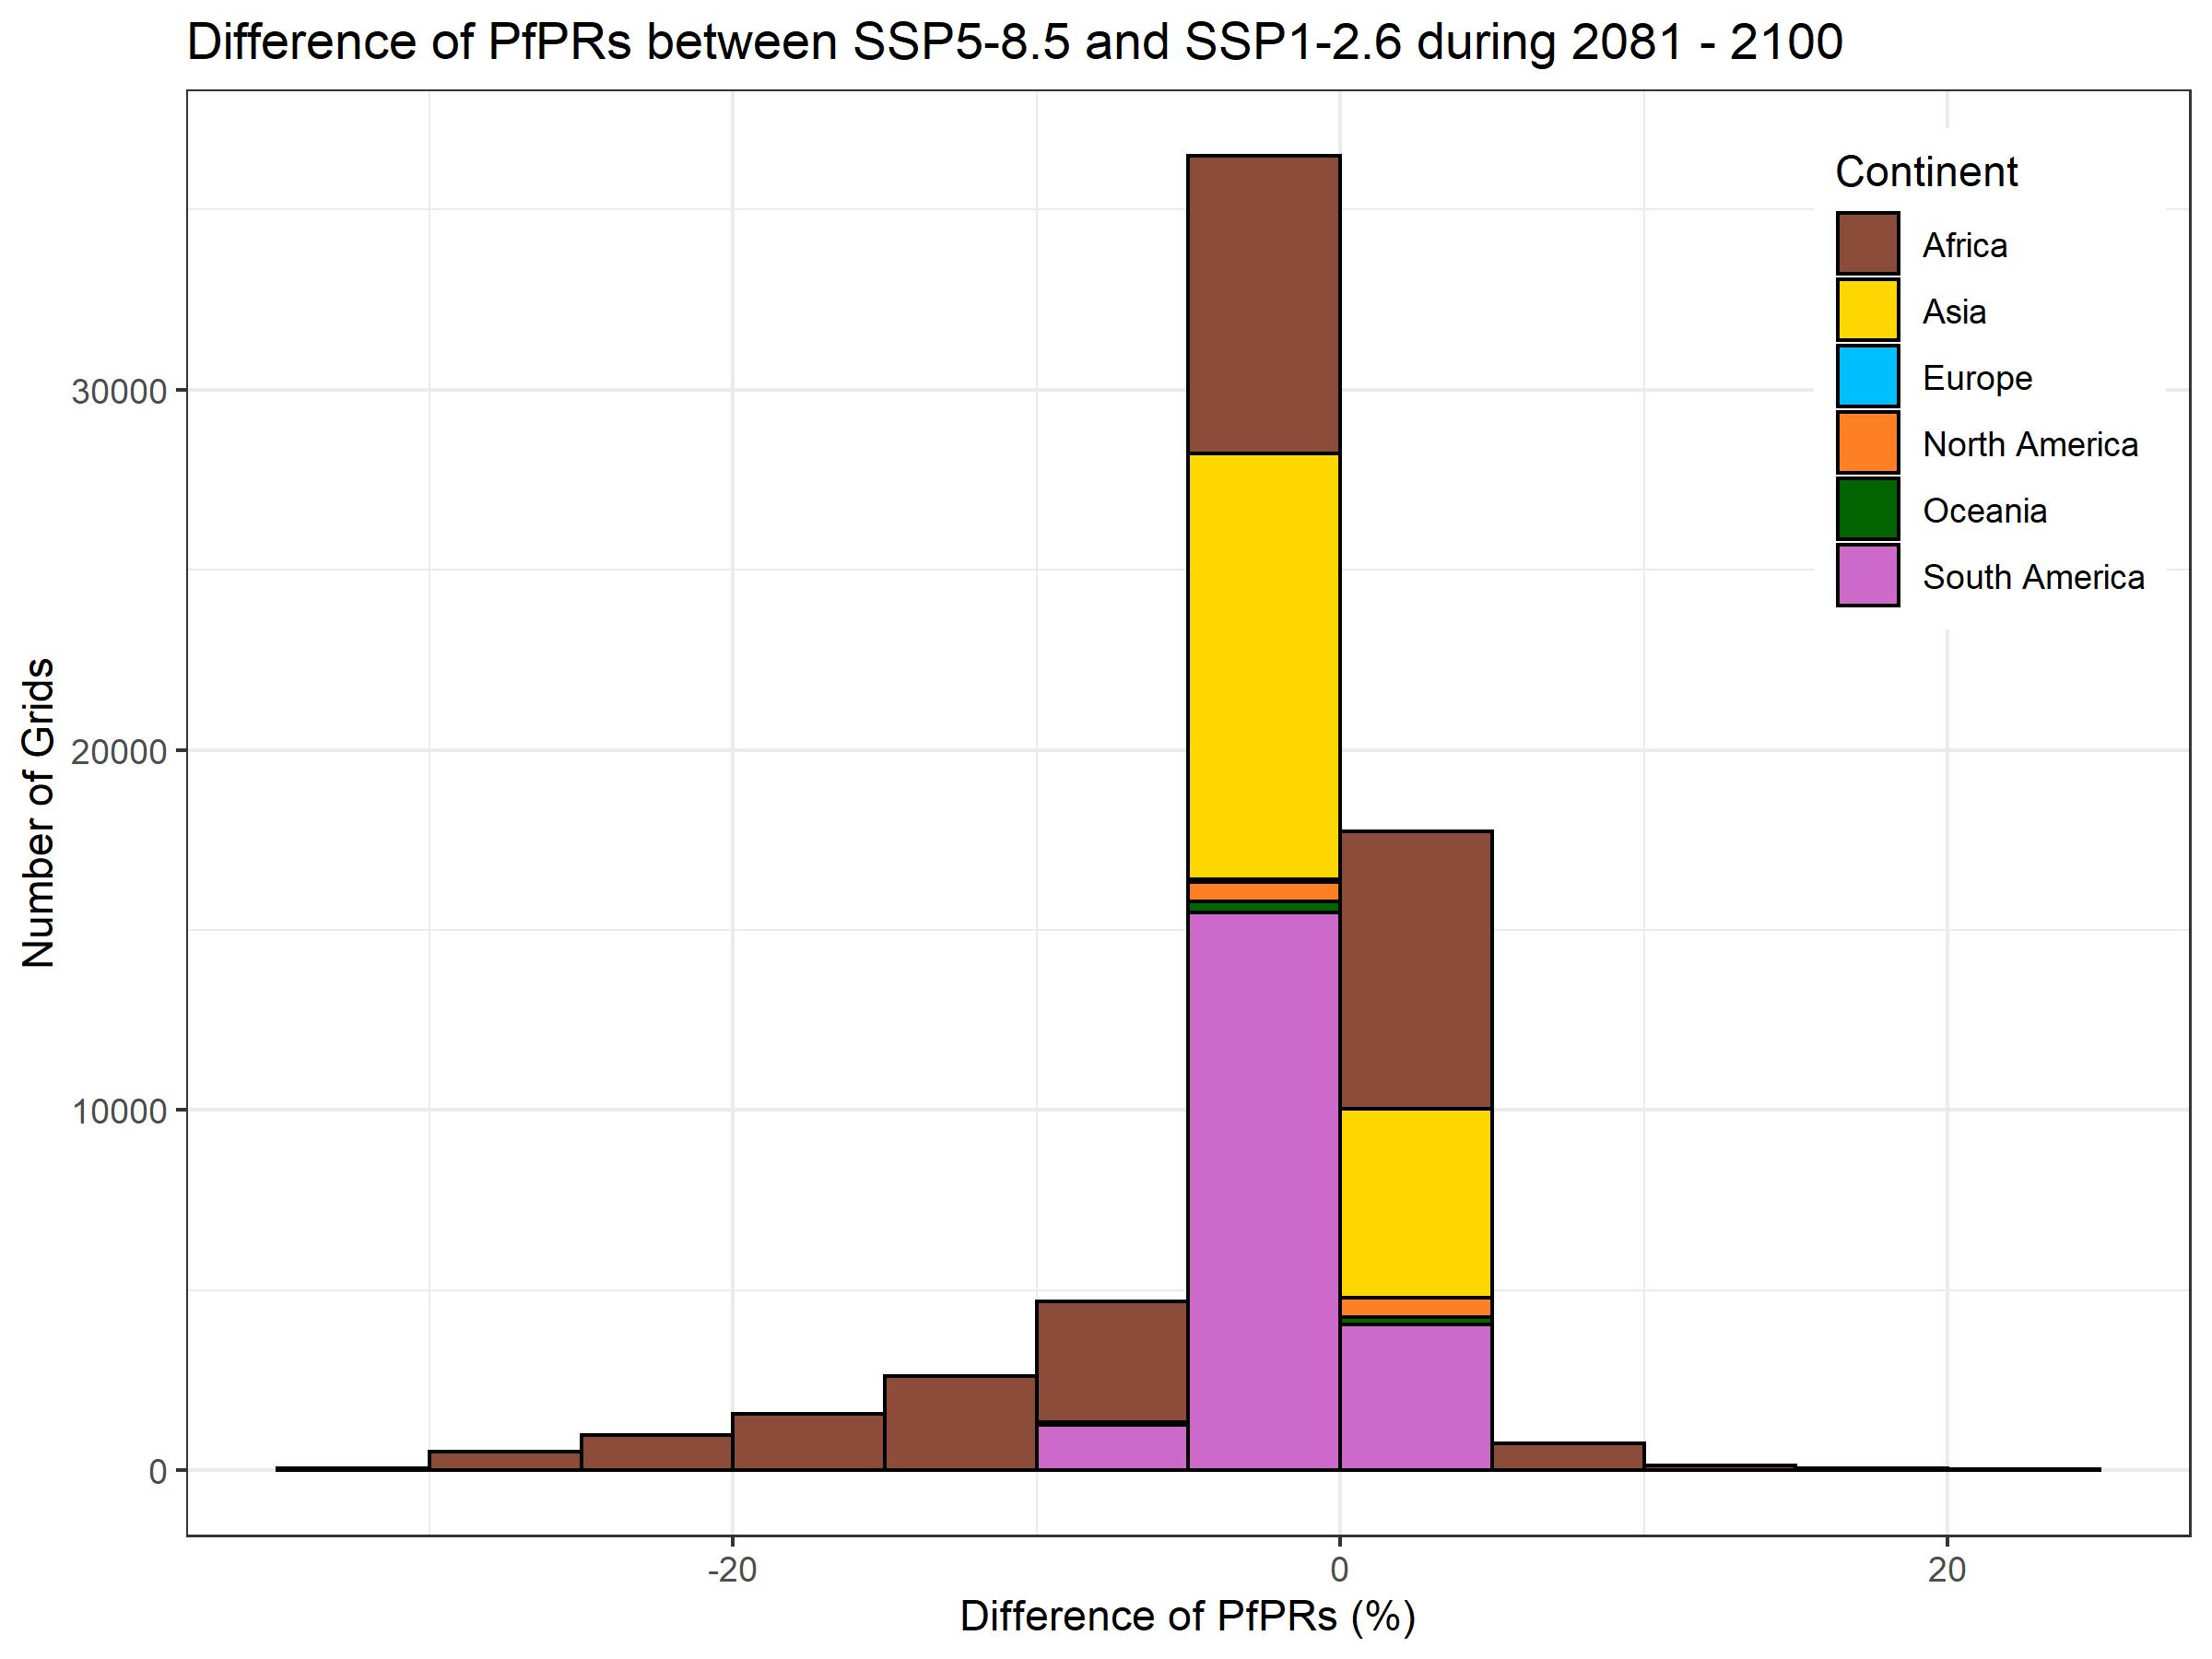 Difference of PfPRs between SSP5-8.5 and SSP1-2.6 during 2081 - 2100
Continent
Africa
Asia
Europe
North America
Oceania
South America
Number of Grids
30000
20000
10000
0
-20
0
20
Difference of PfPRs (%)